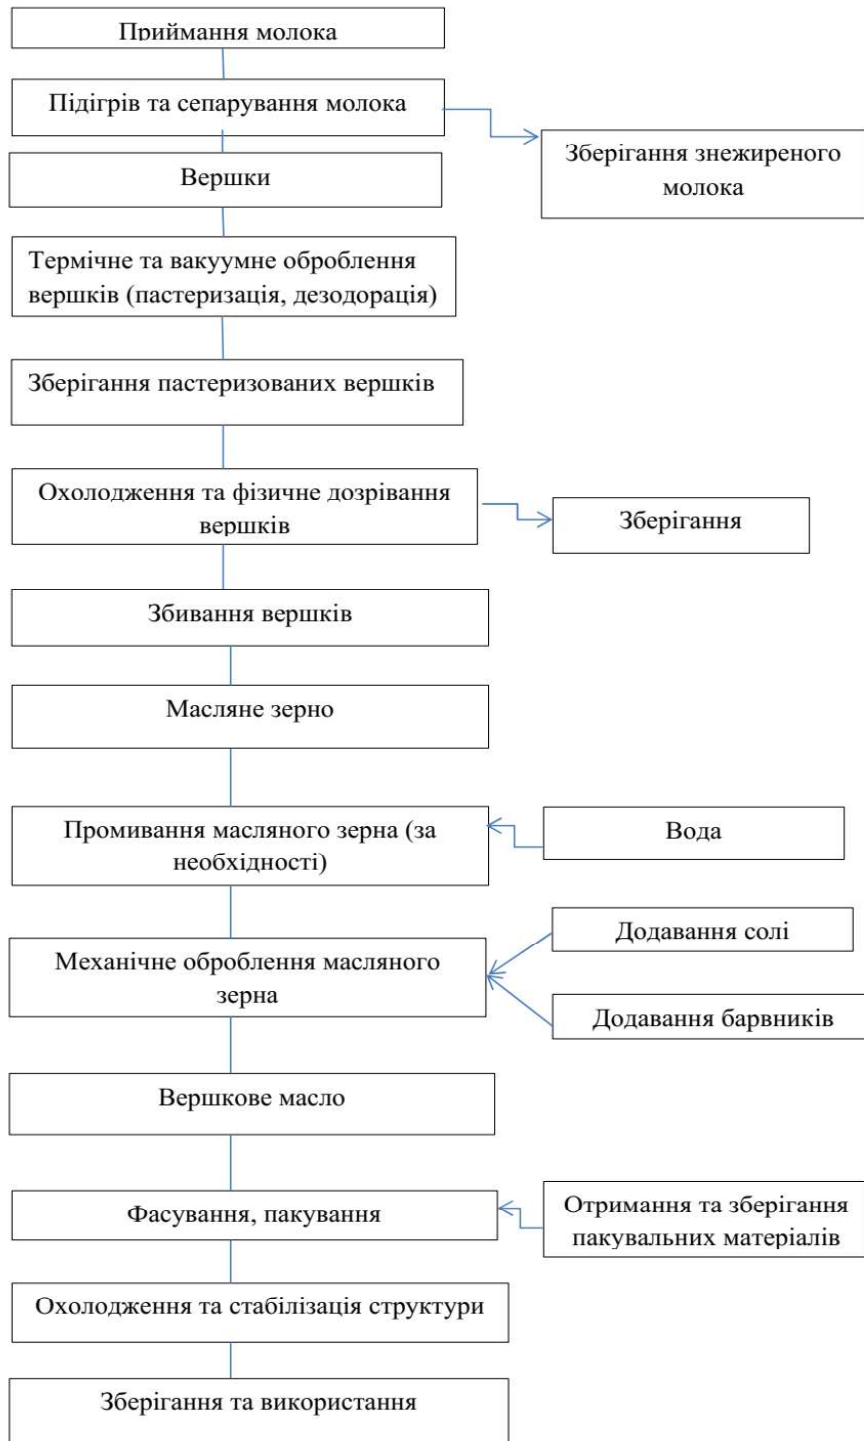 Приймання молока
Підігрів та сепарування молока
Зберігання знежиреного
молока
Вершки
Термічне та вакуумне оброблення
вершків (пастеризація, дезодорація)
Зберігання пастеризованих вершків
Охолодження та фізичне дозрівання
вершків
Зберігання
Збивання вершків
Масляне зерно
Промивання масляного зерна (за
необхідності)
Вода
Додавання солі
Механічне оброблення масляного
зерна
Додавання барвників
Вершкове масло
Фасування, пакування
Отримання та зберігання
пакувальних матеріалів
Охолодження та стабілізація структури
Зберігання та використання